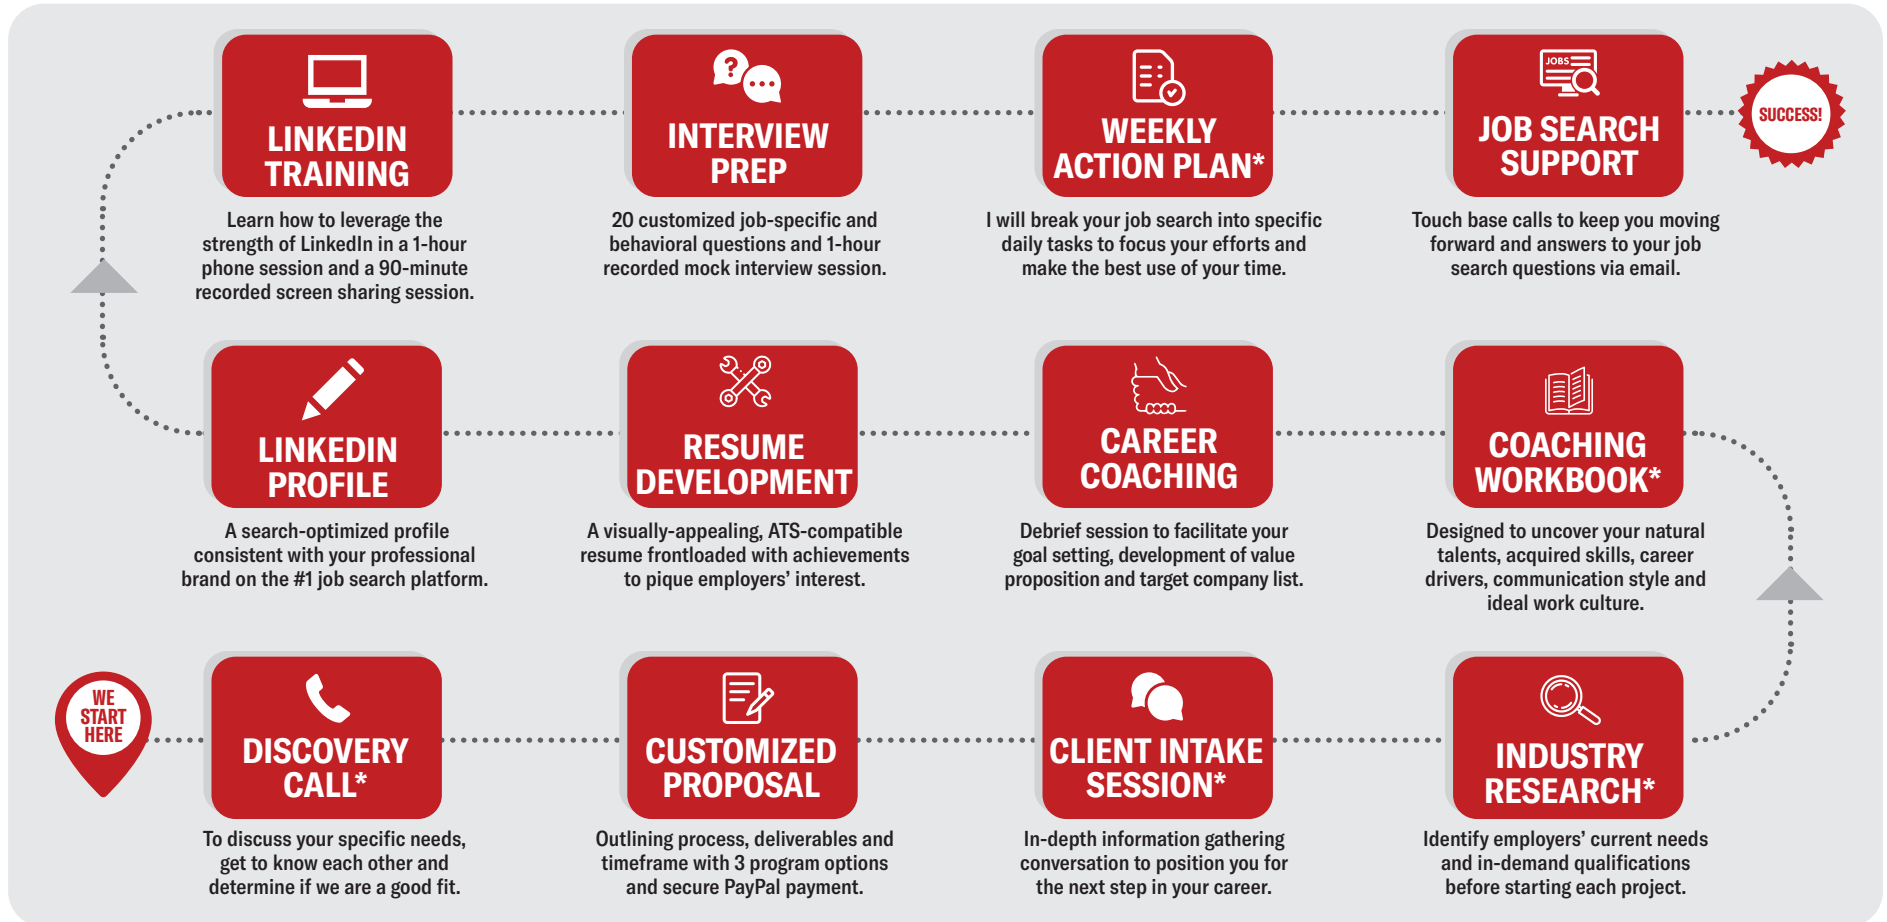 LINKEDIN
TRAINING
Learn how to leverage the
strength of LinkedIn in a 1-hour
phone session and a 90-minute
recorded screen sharing session.
INTERVIEW
PREP
20 customized job-specific and
behavioral questions and 1-hour
recorded mock interview session.
WEEKLY
ACTION PLAN*
I will break your job search into specific
daily tasks to focus your efforts and
make the best use of your time.
JOBS
JOB SEARCH
SUPPORT
Touch base calls to keep you moving
forward and answers to your job
search questions via email.
SUCCESS!
LINKEDIN
PROFILE
A search-optimized profile
consistent with your professional
brand on the #1 job search platform.
RESUME
DEVELOPMENT
A visually-appealing, ATS-compatible
resume frontloaded with achievements
to pique employers' interest.
CAREER
COACHING
Debrief session to facilitate your
goal setting, development of value
proposition and target company list.
COACHING
WORKBOOK*
Designed to uncover your natural
talents, acquired skills, career
drivers, communication style and
ideal work culture.
WE
START
HERE
DISCOVERY
CALL*
To discuss your specific needs,
get to know each other and
determine if we are a good fit.
CUSTOMIZED
PROPOSAL
Outlining process, deliverables and
timeframe with 3 program options
and secure PayPal payment.
CLIENT INTAKE
SESSION*
In-depth information gathering
conversation to position you for
the next step in your career.
INDUSTRY
RESEARCH*
Identify employers' current needs
and in-demand qualifications
before starting each project.